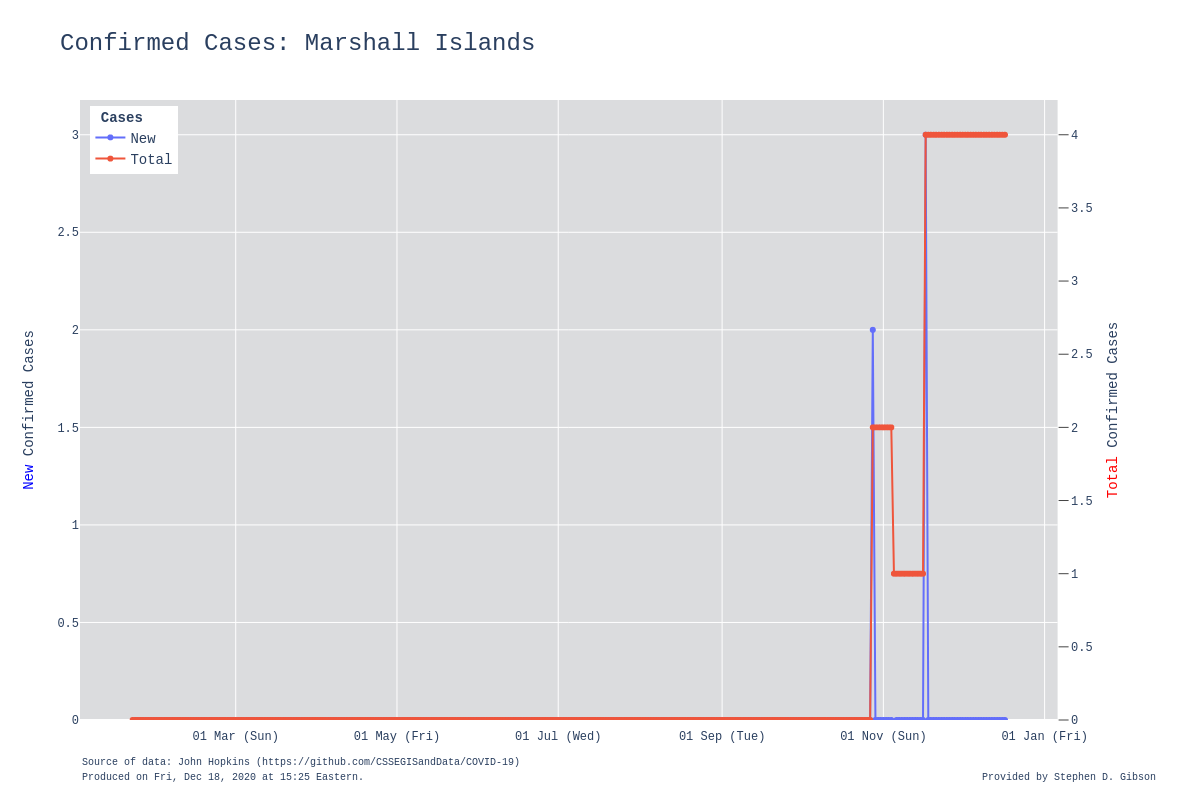 Confirmed Cases: Marshall Islands
Cases
New
Total
3
2.5
2
1.5
1
0.5
0
New Confirmed Cases
4
3.5
3
2.5
2
1.5
1
0.5
0
Total Confirmed Cases
01 Mar (Sun)
01 May (Fri)
01 Jul (Wed)
01 Sep (Tue)
01 Nov (Sun)
01 Jan (Fri)
Source of data: John Hopkins (https://github.com/CSSEGISandData/COVID-19)
Produced on Fri, Dec 18, 2020 at 15:25 Eastern.
Provided by Stephen D. Gibson